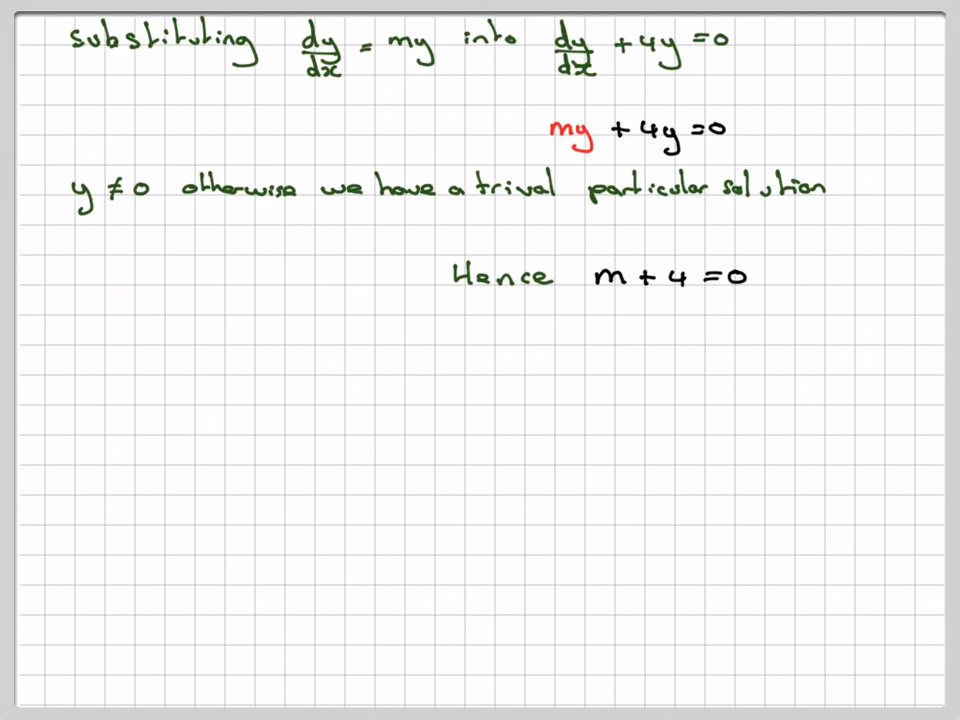 substituting dy/dx = my into dy/dx + 4y = 0
my + 4y = 0
y ≠ 0 otherwise we have a trival particular solution
Hence m + 4 = 0